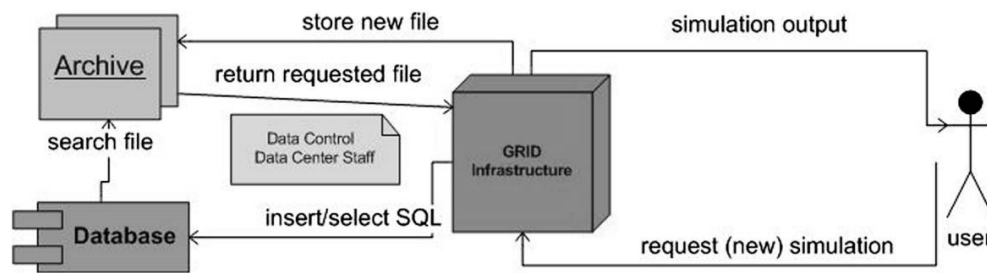 store new file
simulation output
Archive
return requested file
search file
Data Control
Data Center Staff
GRID
Infrastructure
Database
insert/select SQL
request (new) simulation
user